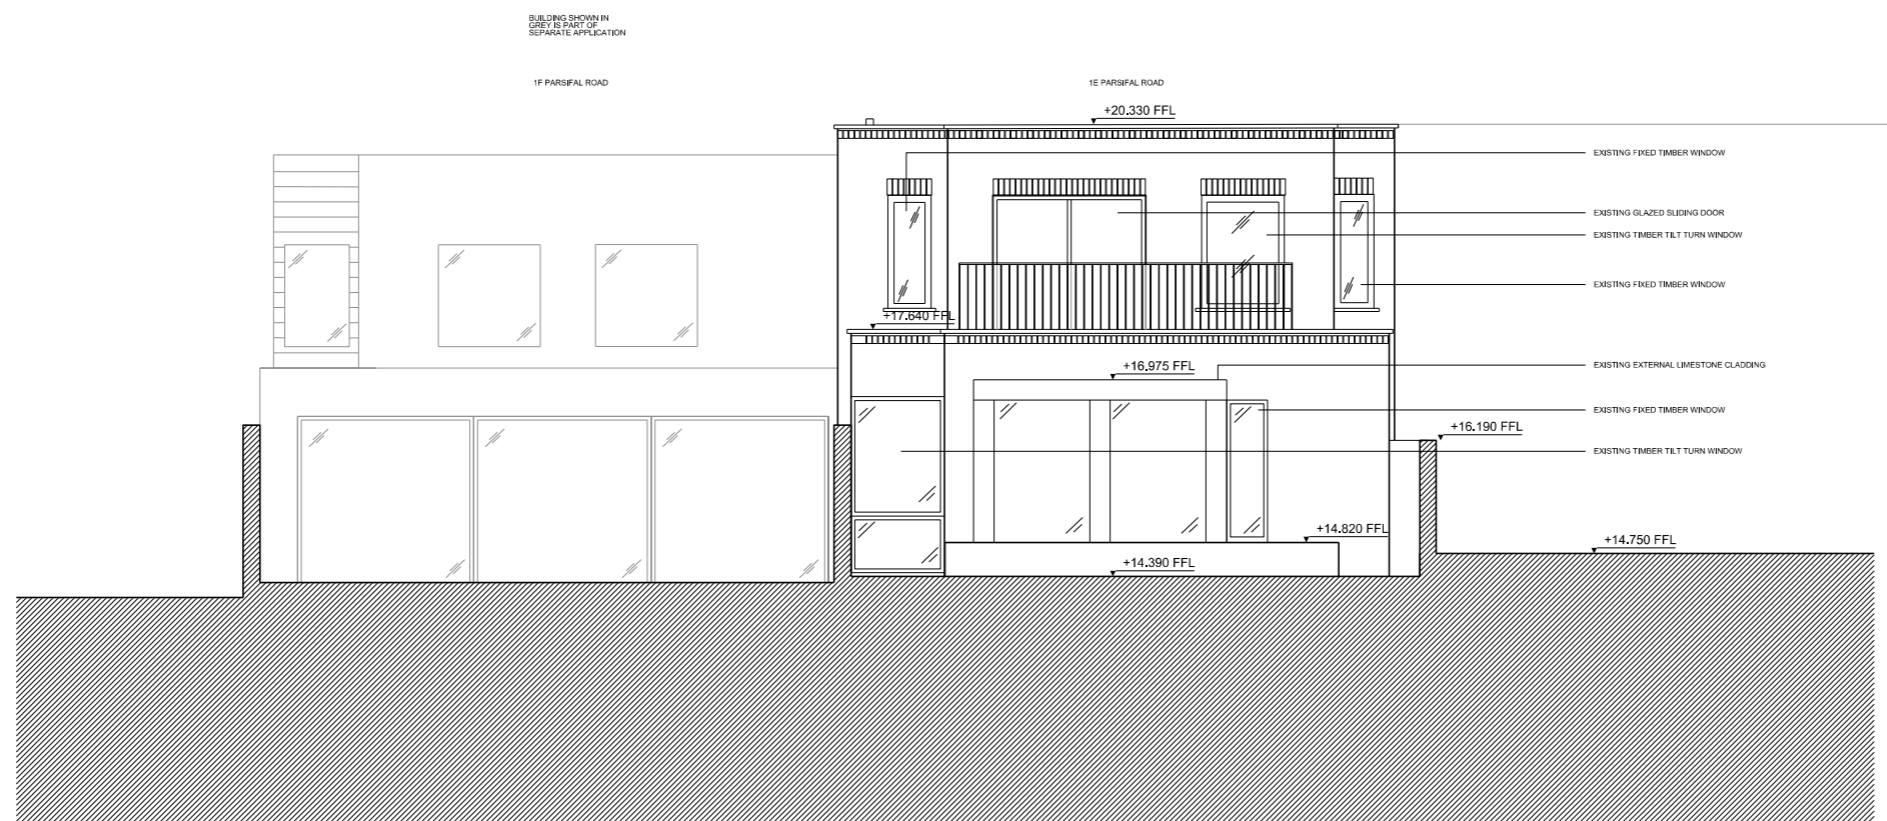 BUILDING SHOWN IN
GREY IS PART OF
SEPARATE APPLICATION
1F PARSIFAL ROAD
1E PARSIFAL ROAD
+20.330 FFL
EXISTING FIXED TIMBER WINDOW
EXISTING GLAZED SLIDING DOOR
EXISTING TIMBER TILT TURN WINDOW
EXISTING FIXED TIMBER WINDOW
+17.640 FFL
+16.975 FFL
EXISTING EXTERNAL LIMESTONE CLADDING
EXISTING FIXED TIMBER WINDOW
+16.190 FFL
EXISTING TIMBER TILT TURN WINDOW
+14.820 FFL
+14.750 FFL
+14.390 FFL